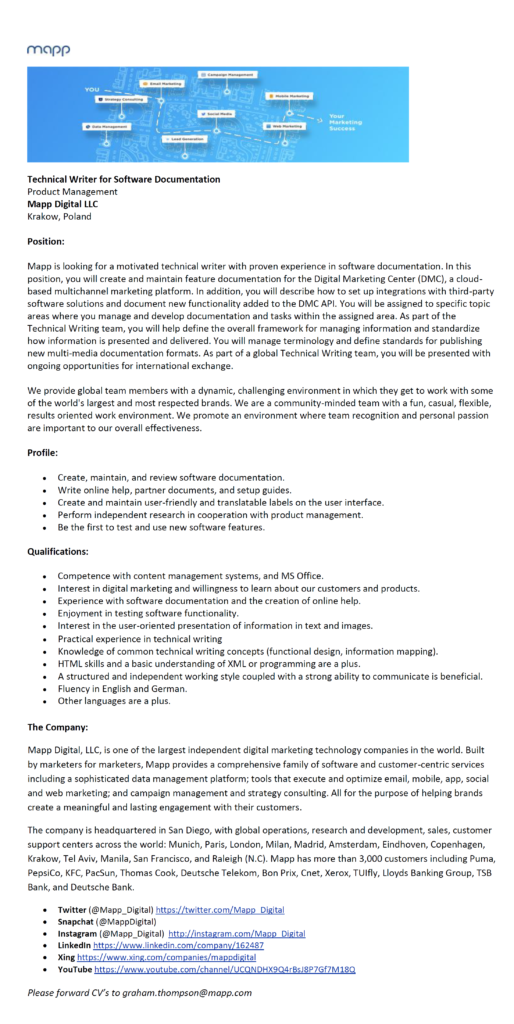 mapp
YOU
Email Marketing
Campaign Management
Strategy Consulting
Mobile Marketing
Social Media
Data Management
Web Marketing
Lead Generation
Your
Marketing
Success
Technical Writer for Software Documentation
Product Management
Mapp Digital LLC
Krakow, Poland
Position:
Mapp is looking for a motivated technical writer with proven experience in software documentation. In this
position, you will create and maintain feature documentation for the Digital Marketing Center (DMC), a cloud-
based multichannel marketing platform. In addition, you will describe how to set up integrations with third-party
software solutions and document new functionality added to the DMC API. You will be assigned to specific topic
areas where you manage and develop documentation and tasks within the assigned area. As part of the
Technical Writing team, you will help define the overall framework for managing information and standardize
how information is presented and delivered. You will manage terminology and define standards for publishing
new multi-media documentation formats. As part of a global Technical Writing team, you will be presented with
ongoing opportunities for international exchange.
We provide global team members with a dynamic, challenging environment in which they get to work with some
of the world's largest and most respected brands. We are a community-minded team with a fun, casual, flexible,
results oriented work environment. We promote an environment where team recognition and personal passion
are important to our overall effectiveness.
Profile:
• Create, maintain, and review software documentation.
• Write online help, partner documents, and setup guides.
• Create and maintain user-friendly and translatable labels on the user interface.
• Perform independent research in cooperation with product management.
• Be the first to test and use new software features.
Qualifications:
• Competence with content management systems, and MS Office.
• Interest in digital marketing and willingness to learn about our customers and products.
• Experience with software documentation and the creation of online help.
• Enjoyment in testing software functionality.
• Interest in the user-oriented presentation of information in text and images.
• Practical experience in technical writing
• Knowledge of common technical writing concepts (functional design, information mapping).
• HTML skills and a basic understanding of XML or programming are a plus.
• A structured and independent working style coupled with a strong ability to communicate is beneficial.
• Fluency in English and German.
• Other languages are a plus.
The Company:
Mapp Digital, LLC, is one of the largest independent digital marketing technology companies in the world. Built
by marketers for marketers, Mapp provides a comprehensive family of software and customer-centric services
including a sophisticated data management platform; tools that execute and optimize email, mobile, app, social
and web marketing; and campaign management and strategy consulting. All for the purpose of helping brands
create a meaningful and lasting engagement with their customers.
The company is headquartered in San Diego, with global operations, research and development, sales, customer
support centers across the world: Munich, Paris, London, Milan, Madrid, Amsterdam, Eindhoven, Copenhagen,
Krakow, Tel Aviv, Manila, San Francisco, and Raleigh (N.C). Mapp has more than 3,000 customers including Puma,
PepsiCo, KFC, PacSun, Thomas Cook, Deutsche Telekom, Bon Prix, Cnet, Xerox, TUIfly, Lloyds Banking Group, TSB
Bank, and Deutsche Bank.
• Twitter (@Mapp_Digital) https://twitter.com/Mapp_Digital
• Snapchat (@MappDigital)
• Instagram (@Mapp_Digital) http://instagram.com/Mapp_Digital
• LinkedIn https://www.linkedin.com/company/162487
• Xing https://www.xing.com/companies/mappdigital
• YouTube https://www.youtube.com/channel/UCQNDHX9Q4rBsJ8P7Gf7M18Q
Please forward CV's to graham.thompson@mapp.com